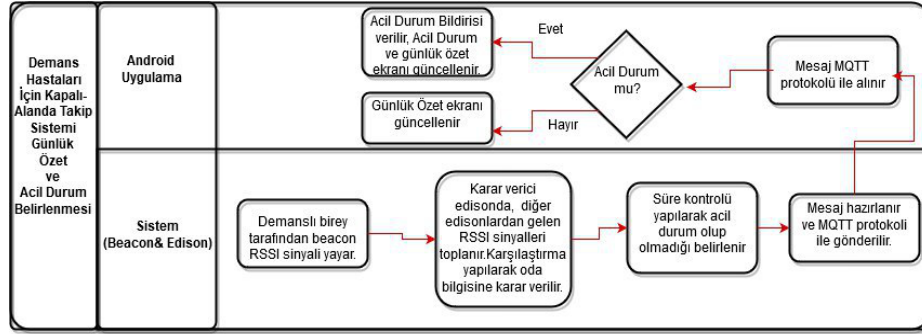 Demans
Hastaları
İçin Kapalı-
Alanda Takip
Sistemi
Günlük
Özet
ve
Acil Durum
Belirlenmesi
Android
Uygulama
Acil Durum Bildirisi
verilir, Acil Durum
ve günlük özet
ekranı güncellenir.
Evet
Acil Durum
mu?
Mesaj MQTT
protokolü ile alınır
Günlük Özet ekranı
güncellenir
Hayır
Sistem
(Beacon& Edison)
Demanslı birey
tarafından beacon
RSSI sinyali yayar.
Karar verici
edisonda, diğer
edisonlardan gelen
RSSI sinyalleri
toplanır.Karşılaştırma
yapılarak oda
bilgisine karar verilir.
Süre kontrolü
yapılarak acil
durum olup
olmadığı belirlenir
Mesaj hazırlanır
ve MQTT protokoli
ile gönderilir.